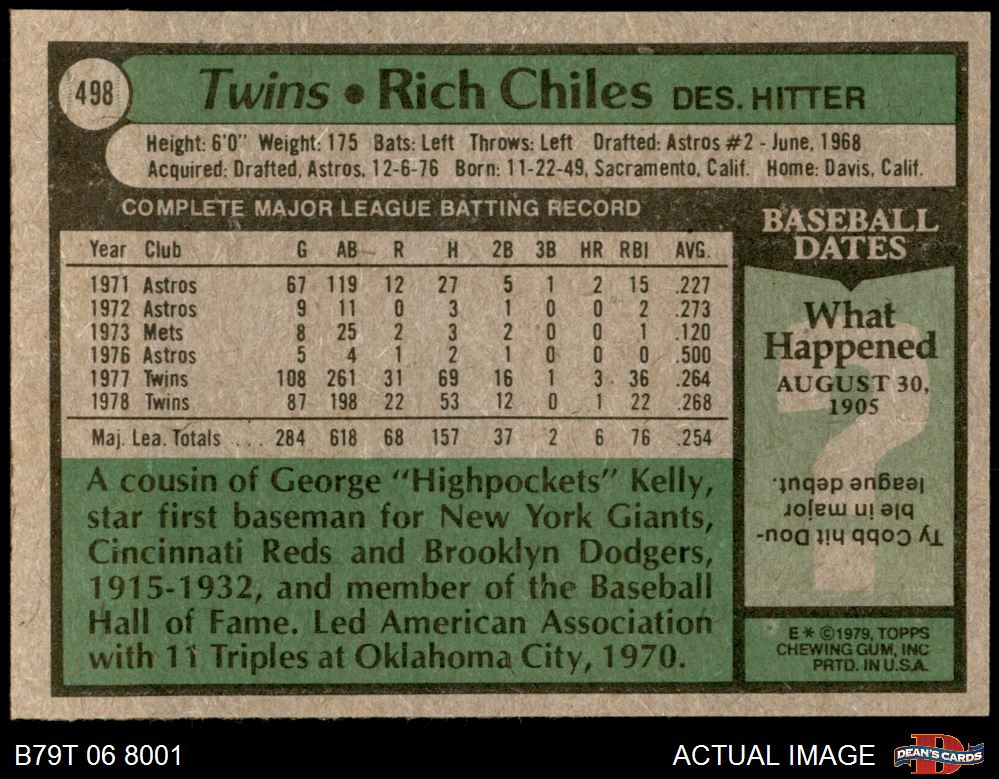 498
Twins • Rich Chiles DES. HITTER
Height: 6'0" Weight: 175 Bats: Left Throws: Left Drafted: Astros #2 - June, 1968
Acquired: Drafted, Astros, 12-6-76 Born: 11-22-49, Sacramento, Calif. Home: Davis, Calif.
COMPLETE MAJOR LEAGUE BATTING RECORD
Year Club G AB R H 2B 3B HR RBI AVG.
1971 Astros 67 119 12 27 5 1 2 15 .227
1972 Astros 9 11 0 3 1 0 0 2 .273
1973 Mets 8 25 2 3 2 0 0 1 .120
1976 Astros 5 4 1 2 1 0 0 0 .500
1977 Twins 108 261 31 69 16 1 3 36 .264
1978 Twins 87 198 22 53 12 0 1 22 .268
Maj. Lea. Totals ... 284 618 68 157 37 2 6 76 .254
A cousin of George "Highpockets" Kelly,
star first baseman for New York Giants,
Cincinnati Reds and Brooklyn Dodgers,
1915-1932, and member of the Baseball
Hall of Fame. Led American Association
with 11 Triples at Oklahoma City, 1970.
BASEBALL
DATES
What
Happened
AUGUST 30,
1905
?
Ty Cobb hit Dou-
ble in major
league debut.
E * ©1979, TOPPS
CHEWING GUM, INC
PRTD. IN U.S.A.
B79T 06 8001
ACTUAL IMAGE
D
DEAN'S CARDS